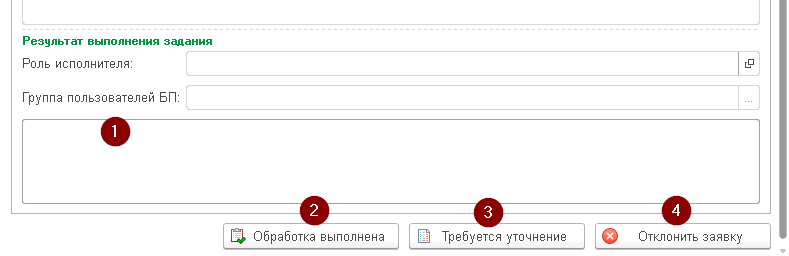 Результат выполнения задания
Роль исполнителя:
Группа пользователей БП:
...
1
2
3
4
Обработка выполнена
Требуется уточнение
Отклонить заявку